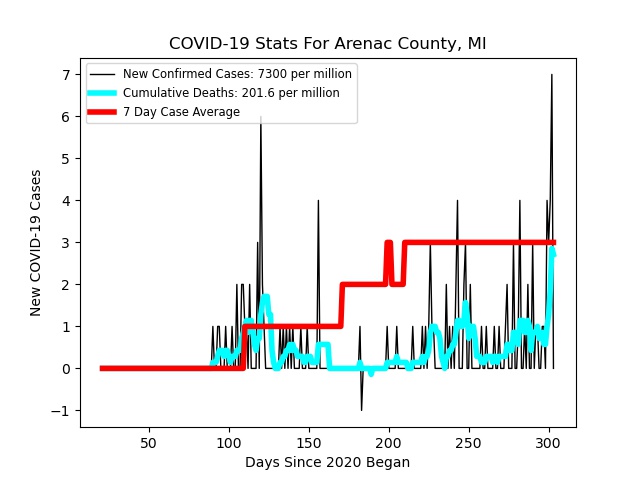 COVID-19 Stats For Arenac County, MI
New Confirmed Cases: 7300 per million
Cumulative Deaths: 201.6 per million
7 Day Case Average
7
6
5
4
3
2
1
0
−1
New COVID-19 Cases
50 100 150 200 250 300
Days Since 2020 Began